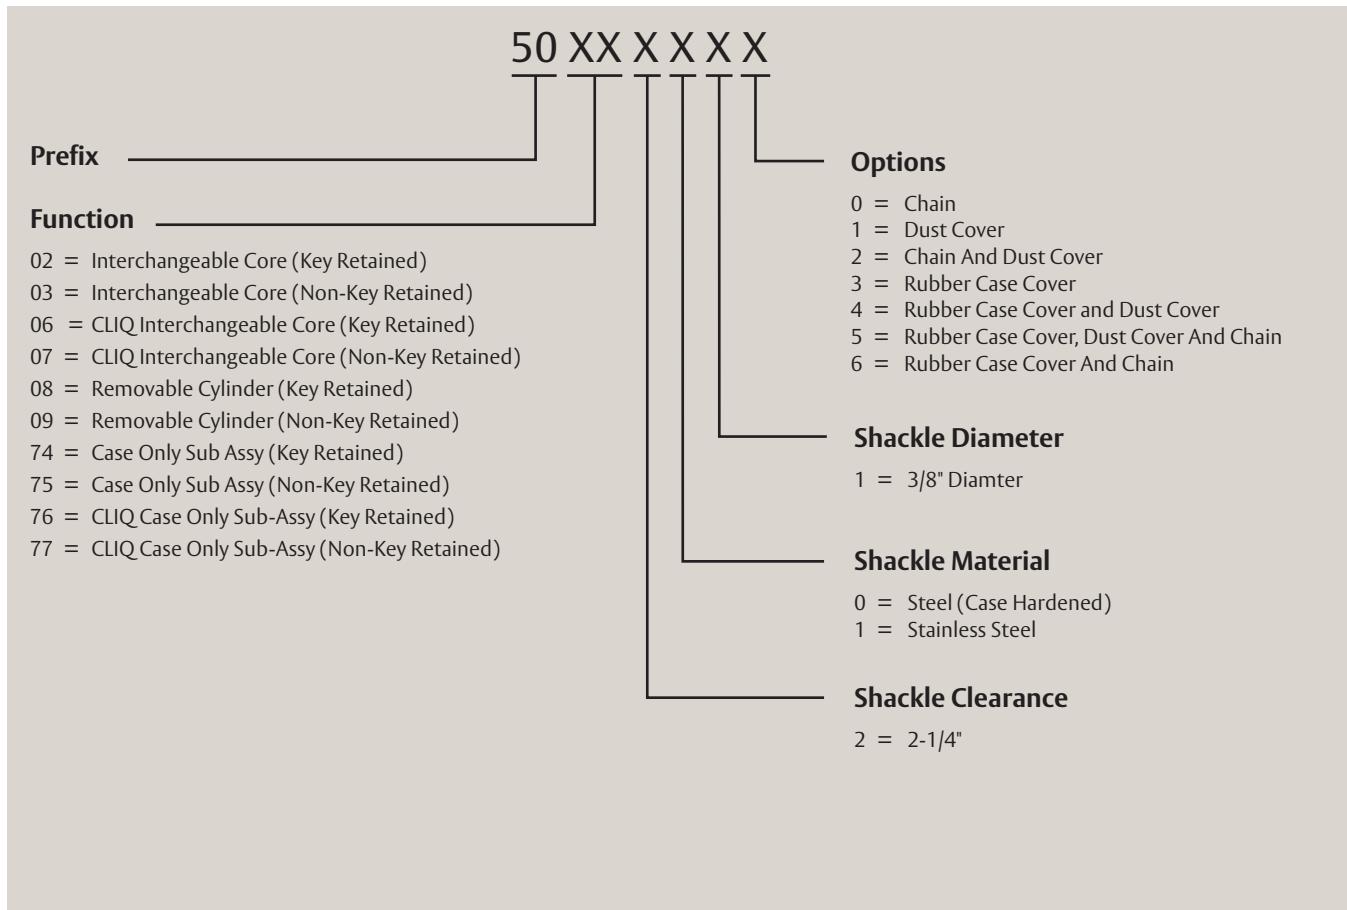 50 XX X X X X
Prefix
Function
02 = Interchangeable Core (Key Retained)
03 = Interchangeable Core (Non-Key Retained)
06 = CLIQ Interchangeable Core (Key Retained)
07 = CLIQ Interchangeable Core (Non-Key Retained)
08 = Removable Cylinder (Key Retained)
09 = Removable Cylinder (Non-Key Retained)
74 = Case Only Sub Assy (Key Retained)
75 = Case Only Sub Assy (Non-Key Retained)
76 = CLIQ Case Only Sub-Assy (Key Retained)
77 = CLIQ Case Only Sub-Assy (Non-Key Retained)
Options
0 = Chain
1 = Dust Cover
2 = Chain And Dust Cover
3 = Rubber Case Cover
4 = Rubber Case Cover and Dust Cover
5 = Rubber Case Cover, Dust Cover And Chain
6 = Rubber Case Cover And Chain
Shackle Diameter
1 = 3/8" Diamter
Shackle Material
0 = Steel (Case Hardened)
1 = Stainless Steel
Shackle Clearance
2 = 2-1/4"